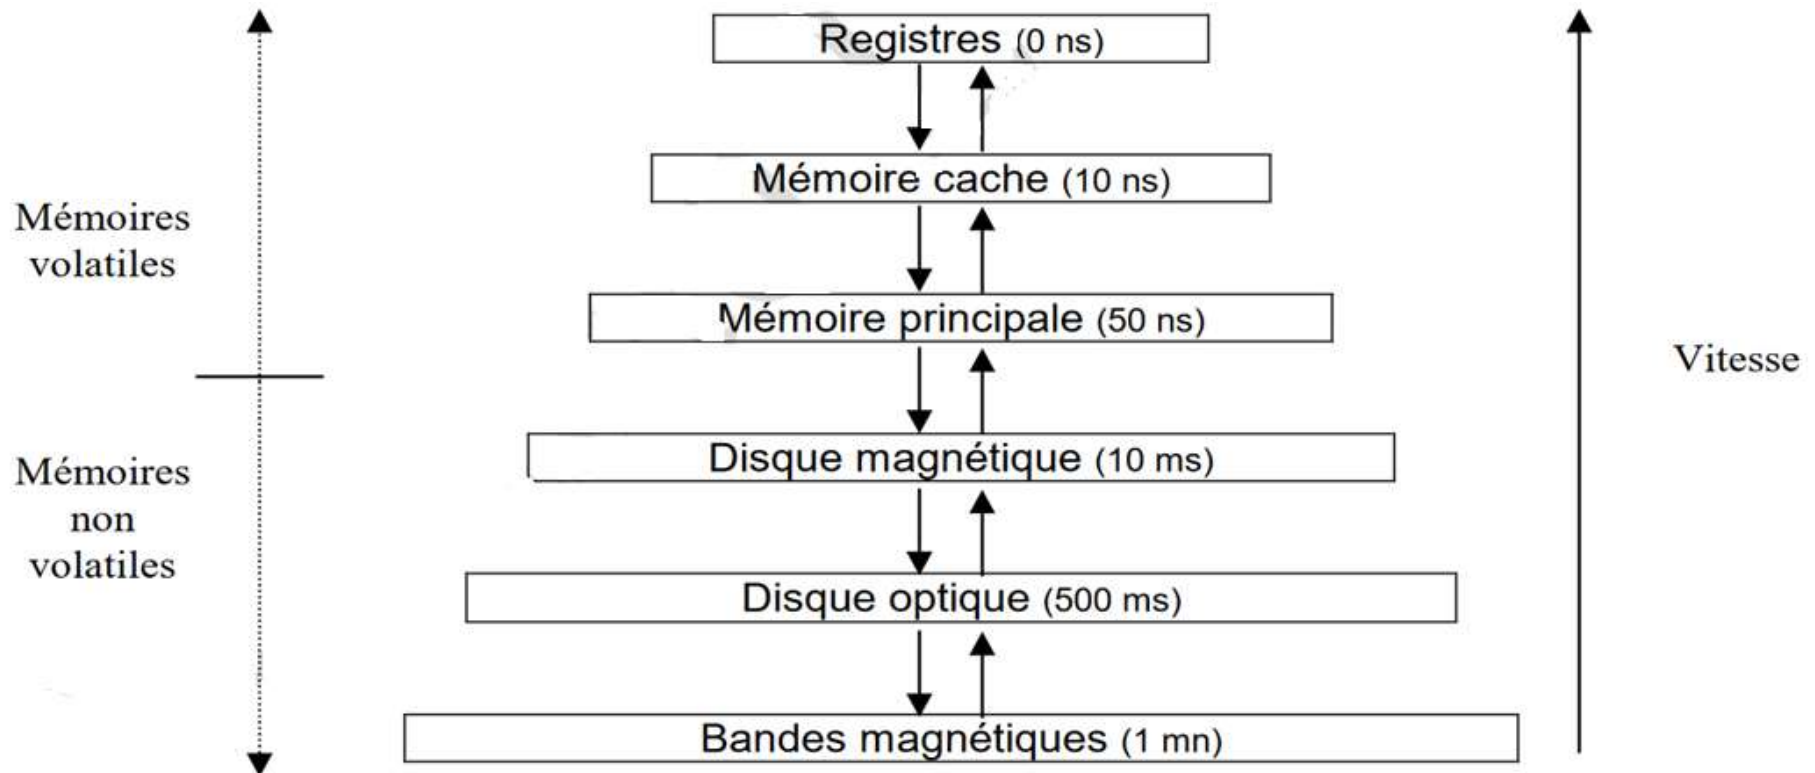 Registres (0 ns)
Mémoire cache (10 ns)
Mémoires
volatiles
Mémoire principale (50 ns)
Vitesse
Disque magnétique (10 ms)
Mémoires
non
volatiles
Disque optique (500 ms)
Bandes magnétiques (1 mn)